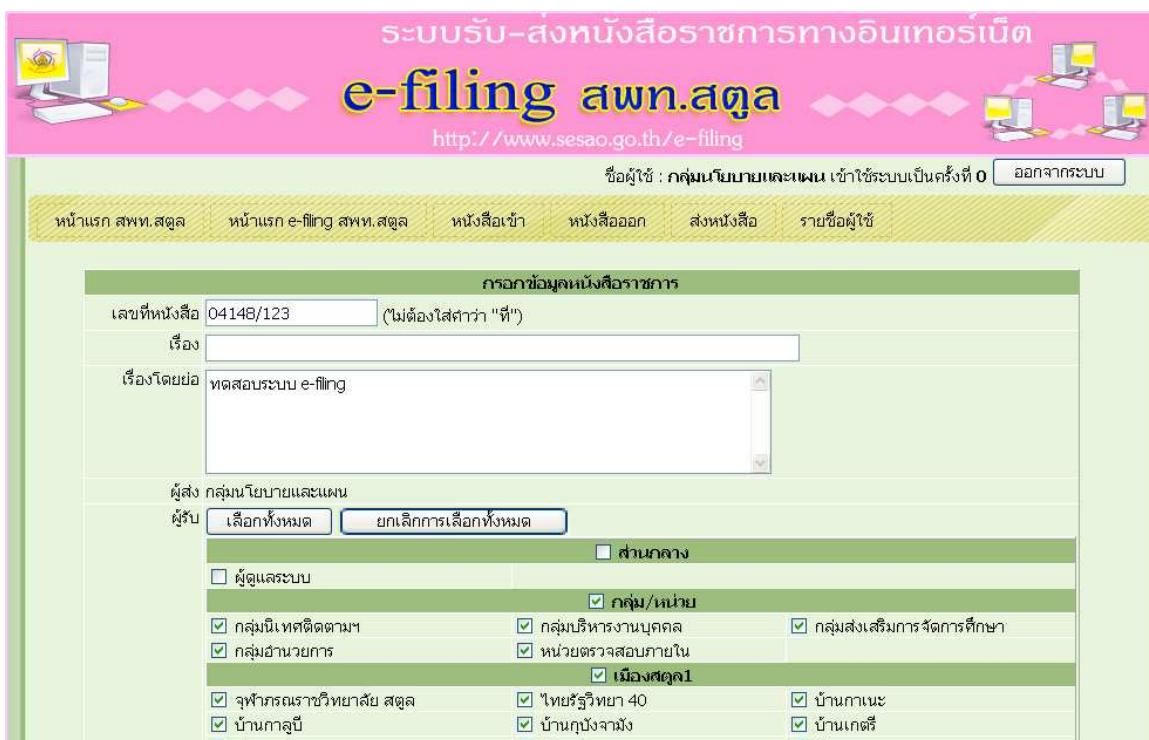 ระบบรับ-ส่งหนังสือราชการทางอินเทอร์เน็ต
e-filing สพท.สตูล
http://www.sesao.go.th/e-filing
ชื่อผู้ใช้ : กลุ่มนโยบายและแผน เข้าใช้ระบบเป็นครั้งที่ 0 ออกจากระบบ
หน้าแรก สพท.สตูล หน้าแรก e-filing สพท.สตูล หนังสือเข้า หนังสือออก ส่งหนังสือ รายชื่อผู้ใช้
กรอกข้อมูลหนังสือราชการ
เลขที่หนังสือ 04148/123 (ไม่ต้องใส่คำว่า "ที่")
เรื่อง
เรื่องโดยย่อ ทดสอบระบบ e-filing
ผู้ส่ง กลุ่มนโยบายและแผน
ผู้รับ เลือกทั้งหมด ยกเลิกการเลือกทั้งหมด
ส่วนกลาง
ผู้ดูแลระบบ
กลุ่ม/หน่วย
กลุ่มนิเทศติดตามฯ กลุ่มบริหารงานบุคคล กลุ่มส่งเสริมการจัดการศึกษา
กลุ่มอำนวยการ หน่วยตรวจสอบภายใน
เมืองสตูล1
จุฬาภรณราชวิทยาลัย สตูล ไทยรัฐวิทยา 40 บ้านกาเนะ
บ้านกาลูบี บ้านกุบังจามัง บ้านเกตรี